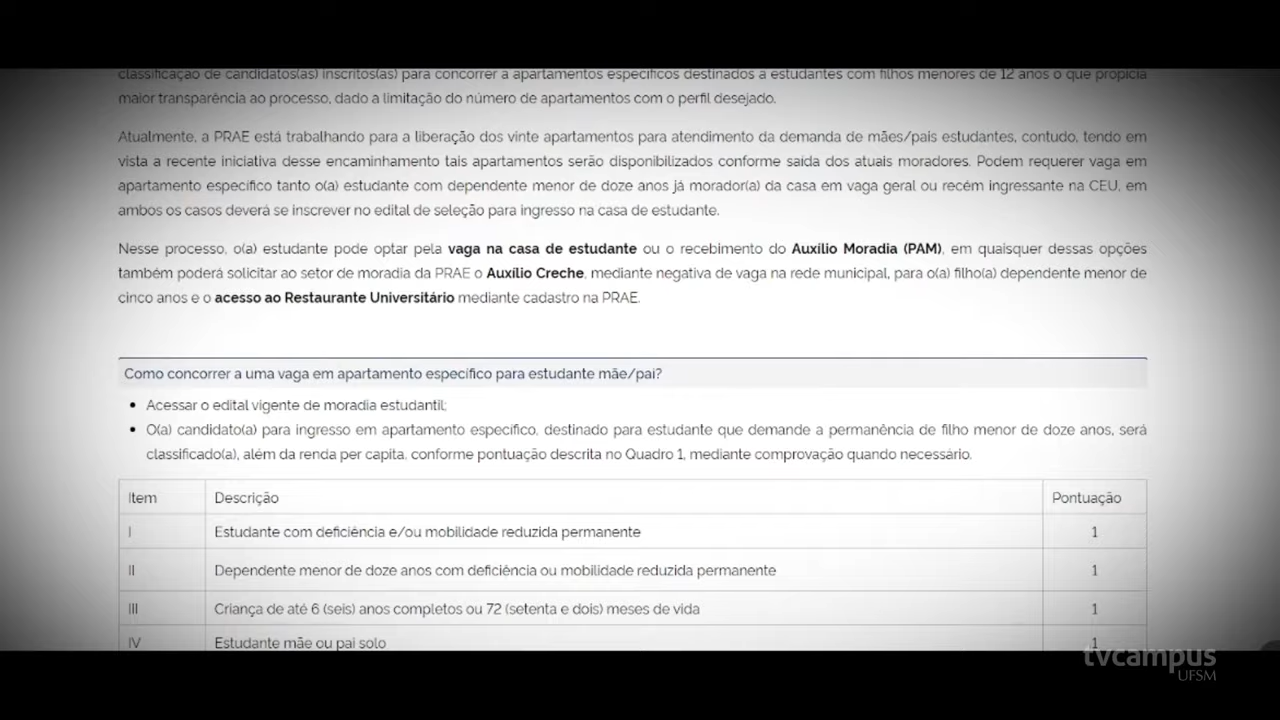 classificação de candidatos(as) inscritos(as) para concorrer a apartamentos específicos destinados a estudantes com filhos menores de 12 anos o que propicia
maior transparência ao processo, dado a limitação do número de apartamentos com o perfil desejado.
Atualmente, a PRAE está trabalhando para a liberação dos vinte apartamentos para atendimento da demanda de mães/pais estudantes, contudo, tendo em
vista a recente iniciativa desse encaminhamento tais apartamentos serão disponibilizados conforme saída dos atuais moradores. Podem requerer vaga em
apartamento específico tanto o(a) estudante com dependente menor de doze anos já morador(a) da casa em vaga geral ou recém ingressante na CEU, em
ambos os casos deverá se inscrever no edital de seleção para ingresso na casa de estudante.
Nesse processo, o(a) estudante pode optar pela vaga na casa de estudante ou o recebimento do Auxílio Moradia (PAM), em quaisquer dessas opções
também poderá solicitar ao setor de moradia da PRAE o Auxílio Creche, mediante negativa de vaga na rede municipal, para o(a) filho(a) dependente menor de
cinco anos e o acesso ao Restaurante Universitário mediante cadastro na PRAE.
Como concorrer a uma vaga em apartamento específico para estudante mãe/pai?
• Acessar o edital vigente de moradia estudantil;
• O(a) candidato(a) para ingresso em apartamento específico, destinado para estudante que demande a permanência de filho menor de doze anos, será
classificado(a), além da renda per capita, conforme pontuação descrita no Quadro 1, mediante comprovação quando necessário.
Item Descrição Pontuação
I Estudante com deficiência e/ou mobilidade reduzida permanente 1
II Dependente menor de doze anos com deficiência ou mobilidade reduzida permanente 1
III Criança de até 6 (seis) anos completos ou 72 (setenta e dois) meses de vida 1
IV Estudante mãe ou pai solo 1
tvcampus
UFSM